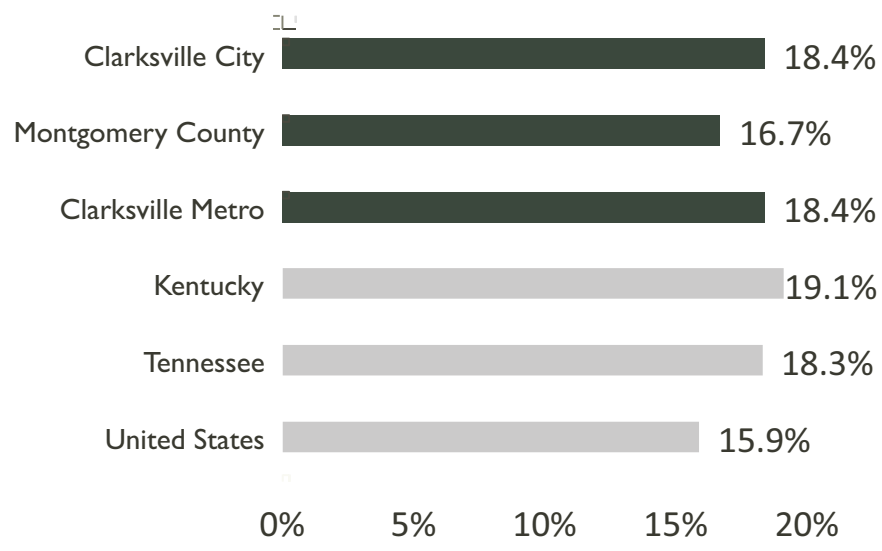 Clarksville City 18.4%
Montgomery County 16.7%
Clarksville Metro 18.4%
Kentucky 19.1%
Tennessee 18.3%
United States 15.9%
0% 5% 10% 15% 20%